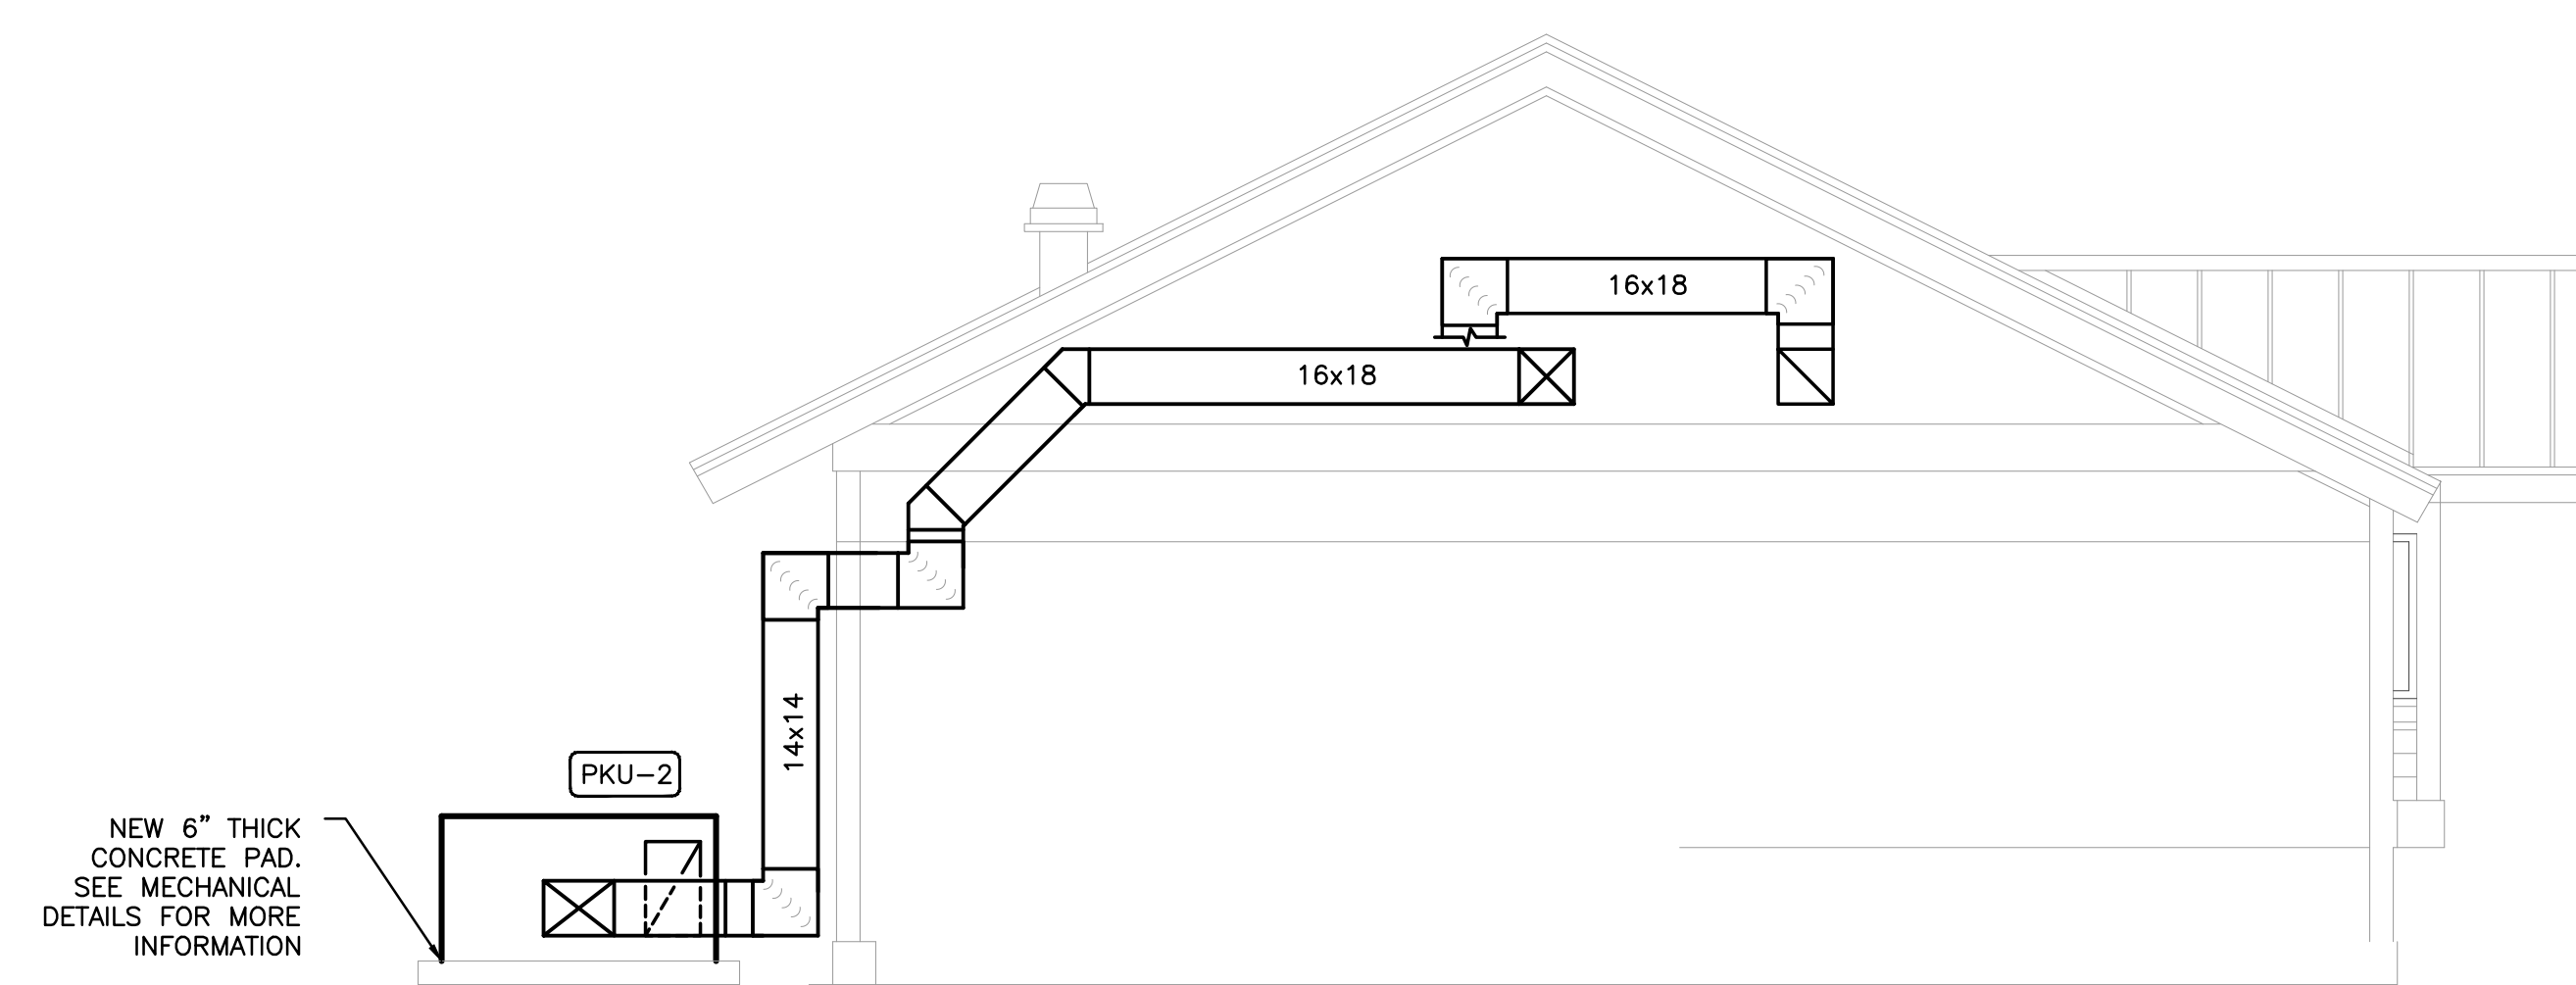 16x18
16x18
14x14
PKU-2
NEW 6” THICK
CONCRETE PAD.
SEE MECHANICAL
DETAILS FOR MORE
INFORMATION